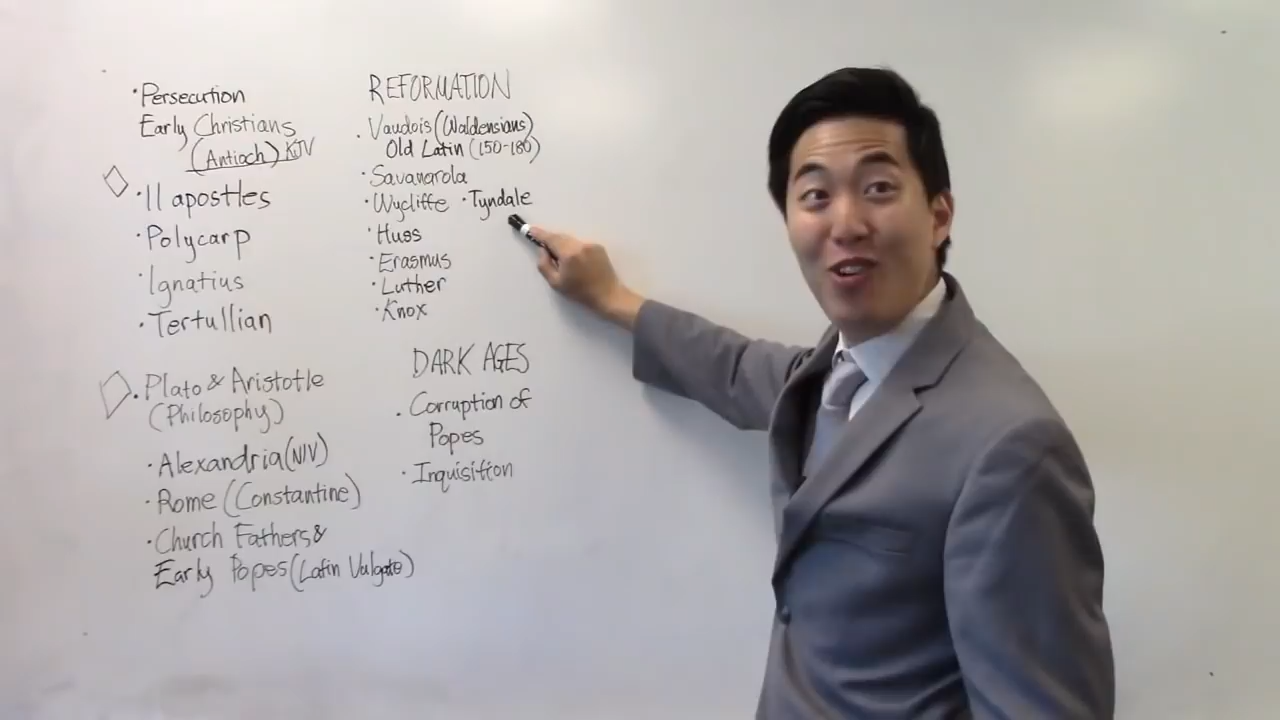 • Persecution
Early Christians
(Antioch) KJV
• 11 apostles
• Polycarp
Ignatius
• Tertullian
• Plato & Aristotle
(Philosophy)
• Alexandria (NIV)
• Rome (Constantine)
• Church Fathers &
Early Popes (Latin Vulgate)
REFORMATION
• Vaudois (Waldensians)
Old Latin (150-180)
• Savanarola
• Wycliffe • Tyndale
• Huss
• Erasmus
• Luther
• Knox
DARK AGES
• Corruption of
Popes
• Inquisition